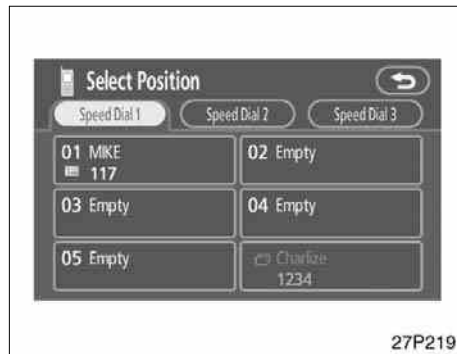 Select Position
Speed Dial 1 Speed Dial 2 Speed Dial 3
01 MIKE
117
02 Empty
03 Empty
04 Empty
05 Empty
Charlize
1234
27P219